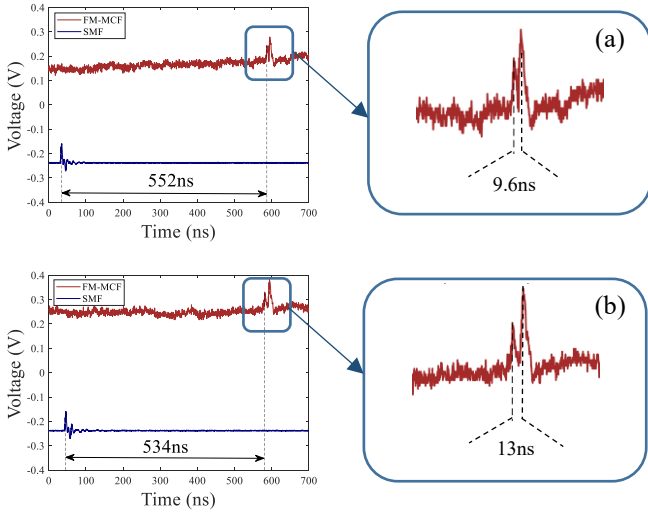 FM-MCF
SMF
Voltage (V)
0.4
0.3
0.2
0.1
0
-0.1
-0.2
-0.3
-0.4
552ns
0 100 200 300 400 500 600 700
Time (ns)
(a)
9.6ns
FM-MCF
SMF
Voltage (V)
0.4
0.3
0.2
0.1
0
-0.1
-0.2
-0.3
-0.4
534ns
0 100 200 300 400 500 600 700
Time (ns)
(b)
13ns